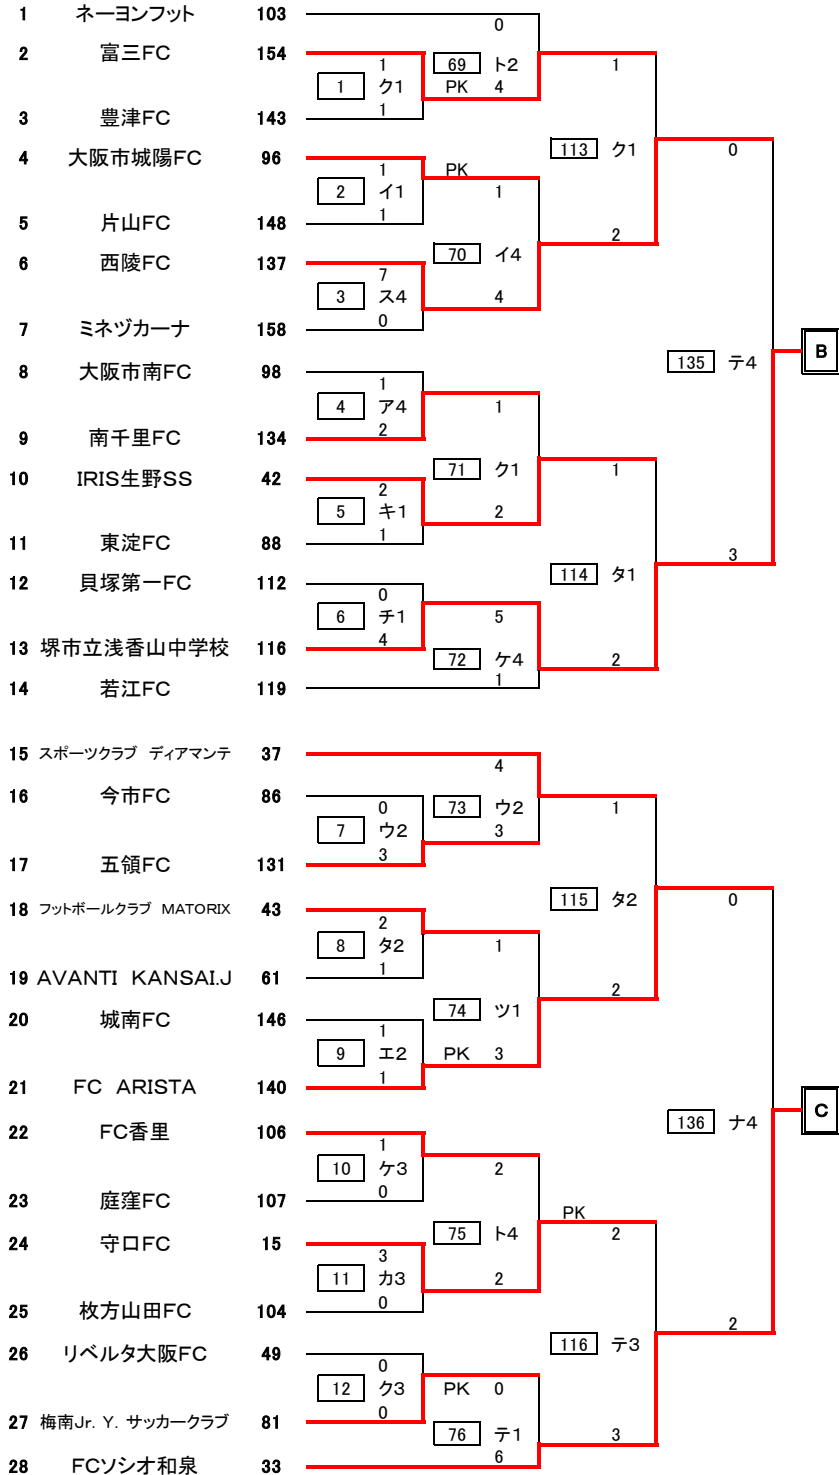 1 ネーヨンフット 103
0
2 富三FC 154
1 69 ト2 1
1 ク1 PK 4
1
3 豊津FC 143
113 ク1 0
4 大阪市城陽FC 96
1 PK
2 イ1 1
1
5 片山FC 148
2
70 イ4
6 西陵FC 137
7
3 ス4 4
0
7 ミネヅカーナ 158
135 テ4 B
8 大阪市南FC 98
1
4 ア4 1
2
9 南千里FC 134
71 ク1 1
10 IRIS生野SS 42
2
5 キ1 2
1
11 東淀FC 88
3
114 タ1
12 貝塚第一FC 112
0
6 チ1 5
4
13 堺市立浅香山中学校 116
72 ケ4 2
1
14 若江FC 119
15 スポーツクラブ ディアマンテ 37
4
16 今市FC 86
0 73 ウ2 1
7 ウ2 3
3
17 五領FC 131
115 タ2 0
18 フットボールクラブ MATORIX 43
2
8 タ2 1
1
19 AVANTI KANSAI.J 61
2
74 ツ1
20 城南FC 146
1
9 エ2 PK 3
1
21 FC ARISTA 140
136 ナ4 C
22 FC香里 106
1
10 ケ3 2
0
23 庭窪FC 107
PK
75 ト4 2
24 守口FC 15
3
11 カ3 2
0
25 枚方山田FC 104
2
116 テ3
26 リベルタ大阪FC 49
0
12 ク3 PK 0
0
27 梅南Jr. Y. サッカークラブ 81
76 テ1 3
6
28 FCソシオ和泉 33